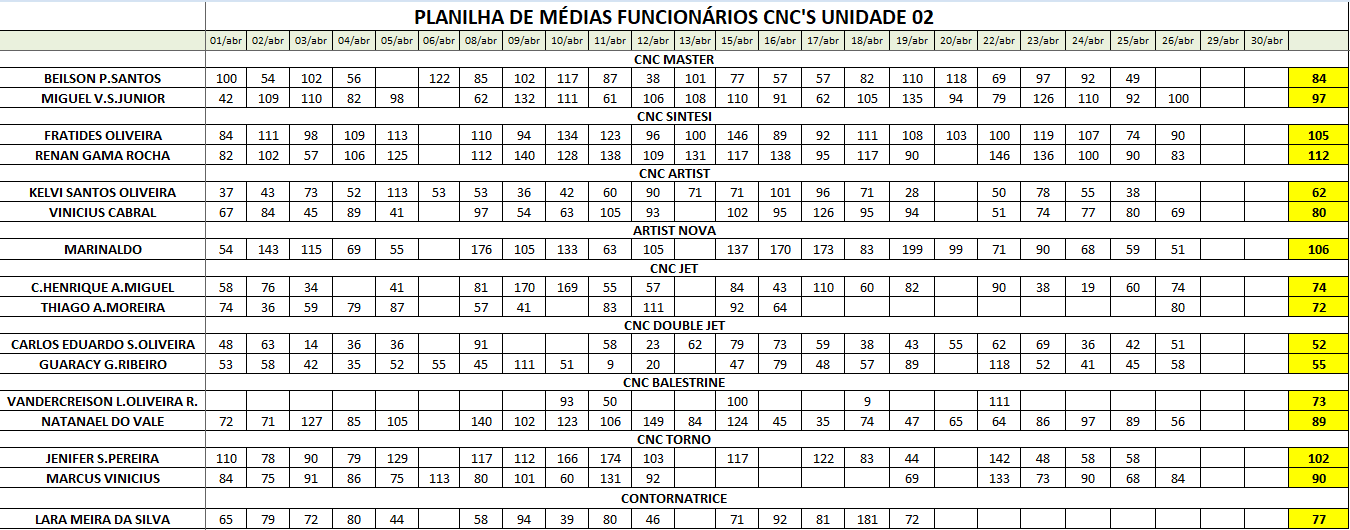 PLANILHA DE MÉDIAS FUNCIONÁRIOS CNC'S UNIDADE 02
01/abr 02/abr 03/abr 04/abr 05/abr 06/abr 08/abr 09/abr 10/abr 11/abr 12/abr 13/abr 15/abr 16/abr 17/abr 18/abr 19/abr 20/abr 22/abr 23/abr 24/abr 25/abr 26/abr 29/abr 30/abr
CNC MASTER
BEILSON P.SANTOS 100 54 102 56 122 85 102 117 87 38 101 77 57 57 82 110 118 69 97 92 49 84
MIGUEL V.S.JUNIOR 42 109 110 82 98 62 132 111 61 106 108 110 91 62 105 135 94 79 126 110 92 100 97
CNC SINTESI
FRATIDES OLIVEIRA 84 111 98 109 113 110 94 134 123 96 100 146 89 92 111 108 103 100 119 107 74 90 105
RENAN GAMA ROCHA 82 102 57 106 125 112 140 128 138 109 131 117 138 95 117 90 146 136 100 90 83 112
CNC ARTIST
KELVI SANTOS OLIVEIRA 37 43 73 52 113 53 53 36 42 60 90 71 71 101 96 71 28 50 78 55 38 62
VINICIUS CABRAL 67 84 45 89 41 97 54 63 105 93 102 95 126 95 94 51 74 77 80 69 80
ARTIST NOVA
MARINALDO 54 143 115 69 55 176 105 133 63 105 137 170 173 83 199 99 71 90 68 59 51 106
CNC JET
C.HENRIQUE A.MIGUEL 58 76 34 41 81 170 169 55 57 84 43 110 60 82 90 38 19 60 74 74
THIAGO A.MOREIRA 74 36 59 79 87 57 41 83 111 92 64 80 72
CNC DOUBLE JET
CARLOS EDUARDO S.OLIVEIRA 48 63 14 36 36 91 58 23 62 79 73 59 38 43 55 62 69 36 42 51 52
GUARACY G.RIBEIRO 53 58 42 35 52 55 45 111 51 9 20 47 79 48 57 89 118 52 41 45 58 55
CNC BALESTRINE
VANDERCREISON L.OLIVEIRA R. 93 50 100 9 111 73
NATANAEL DO VALE 72 71 127 85 105 140 102 123 106 149 84 124 45 35 74 47 65 64 86 97 89 56 89
CNC TORNO
JENIFER S.PEREIRA 110 78 90 79 129 117 112 166 174 103 117 122 83 44 142 48 58 58 102
MARCUS VINICIUS 84 75 91 86 75 113 80 101 60 131 92 69 133 73 90 68 84 90
CONTORNATRICE
LARA MEIRA DA SILVA 65 79 72 80 44 58 94 39 80 46 71 92 81 181 72 77